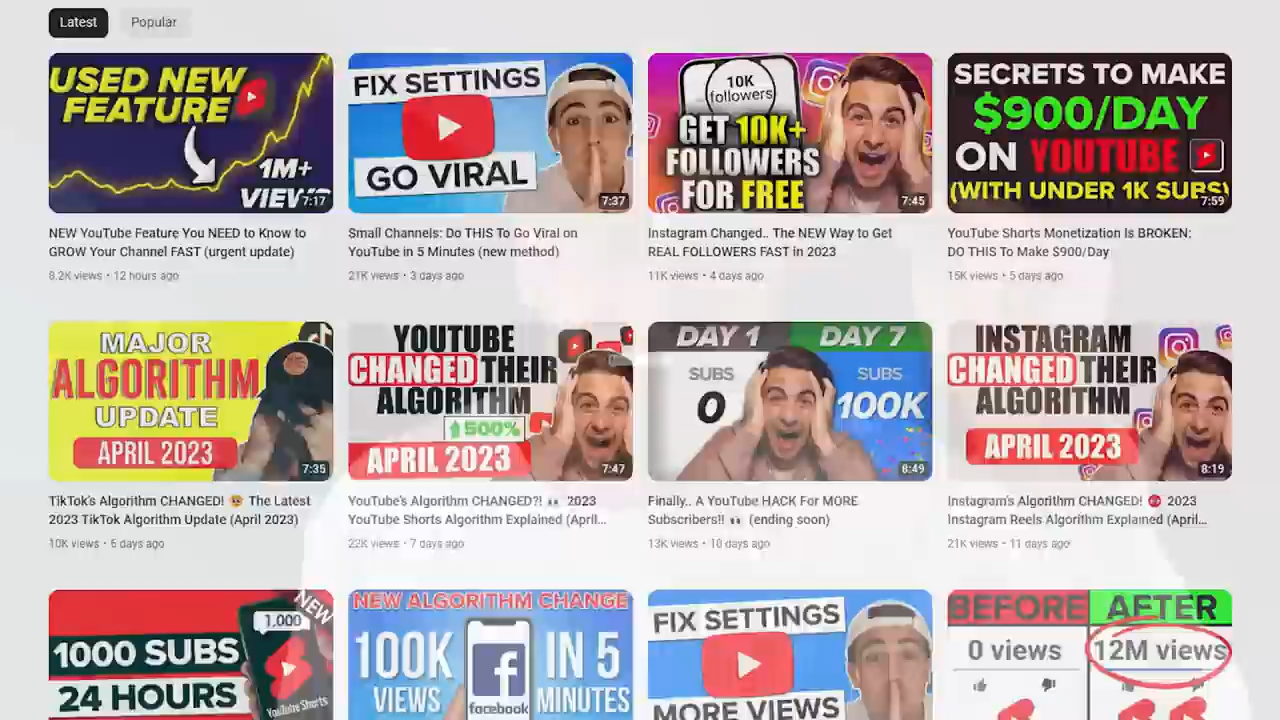 Latest
Popular
USED NEW
FEATURE
1M+
7:17
FIX SETTINGS
GO VIRAL
7:37
10K
followers
GET 10K+
FOLLOWERS
FOR FREE
7:45
SECRETS TO MAKE
$900/DAY
ON YOUTUBE
(WITH UNDER 1K SUBS)
7:59
NEW YouTube Feature You NEED to Know to
GROW Your Channel FAST (urgent update)
8.2K views • 12 hours ago
Small Channels: Do THIS To Go Viral on
YouTube in 5 Minutes (new method)
21K views • 3 days ago
Instagram Changed.. The NEW Way to Get
REAL FOLLOWERS FAST in 2023
11K views • 4 days ago
YouTube Shorts Monetization Is BROKEN:
DO THIS To Make $900/Day
15K views • 5 days ago
MAJOR
ALGORITHM
UPDATE
APRIL 2023
7:35
YOUTUBE
CHANGED THEIR
ALGORITHM
500%
APRIL 2023
7:47
DAY 1
DAY 7
SUBS
0
SUBS
100K
8:49
INSTAGRAM
CHANGED THEIR
ALGORITHM
APRIL 2023
8:19
TikTok's Algorithm CHANGED! 😢 The Latest
2023 TikTok Algorithm Update (April 2023)
10K views • 6 days ago
YouTube's Algorithm CHANGED?! 👀 2023
YouTube Shorts Algorithm Explained (April...
22K views • 7 days ago
Finally.. A YouTube HACK For MORE
Subscribers!! 👀 (ending soon)
13K views • 10 days ago
Instagram's Algorithm CHANGED! 😡 2023
Instagram Reels Algorithm Explained (April...
21K views • 11 days ago
1000 SUBS
24 HOURS
NEW
1,000
YouTube Shorts
NEW ALGORITHM CHANGE
100K
VIEWS
facebook
IN 5
MINUTES
FIX SETTINGS
MORE VIEWS
BEFORE
AFTER
0 views
12M views